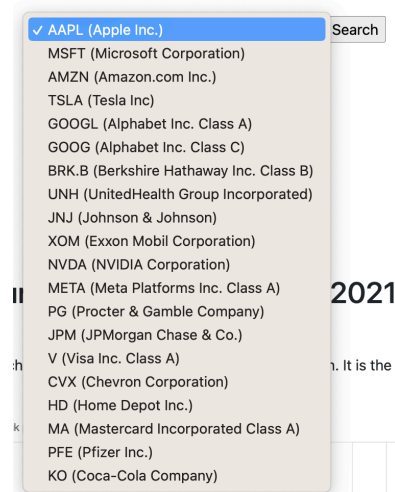 ✓ AAPL (Apple Inc.) Search
MSFT (Microsoft Corporation)
AMZN (Amazon.com Inc.)
TSLA (Tesla Inc)
GOOGL (Alphabet Inc. Class A)
GOOG (Alphabet Inc. Class C)
BRK.B (Berkshire Hathaway Inc. Class B)
UNH (UnitedHealth Group Incorporated)
JNJ (Johnson & Johnson)
XOM (Exxon Mobil Corporation)
NVDA (NVIDIA Corporation)
META (Meta Platforms Inc. Class A) 2021
PG (Procter & Gamble Company)
JPM (JPMorgan Chase & Co.)
V (Visa Inc. Class A) It is the
CVX (Chevron Corporation)
HD (Home Depot Inc.)
MA (Mastercard Incorporated Class A)
PFE (Pfizer Inc.)
KO (Coca-Cola Company)